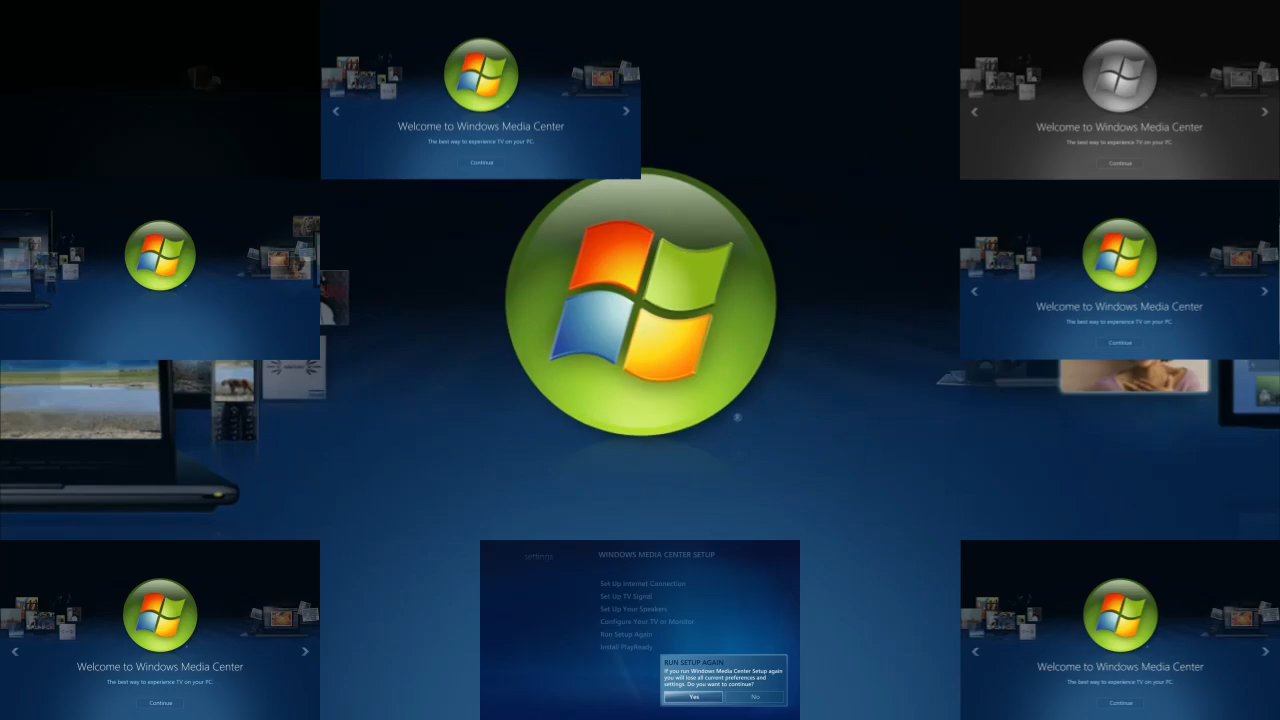 Welcome to Windows Media Center
The best way to experience TV on your PC.
Continue
Welcome to Windows Media Center
The best way to experience TV on your PC.
Continue
Welcome to Windows Media Center
The best way to experience TV on your PC.
Continue
®
Welcome to Windows Media Center
The best way to experience TV on your PC.
Continue
settings
WINDOWS MEDIA CENTER SETUP
Set Up Internet Connection
Set Up TV Signal
Set Up Your Speakers
Configure Your TV or Monitor
Run Setup Again
Install PlayReady
RUN SETUP AGAIN
If you run Windows Media Center Setup again
you will lose all current preferences and
settings. Do you want to continue?
Yes
No
Welcome to Windows Media Center
The best way to experience TV on your PC.
Continue